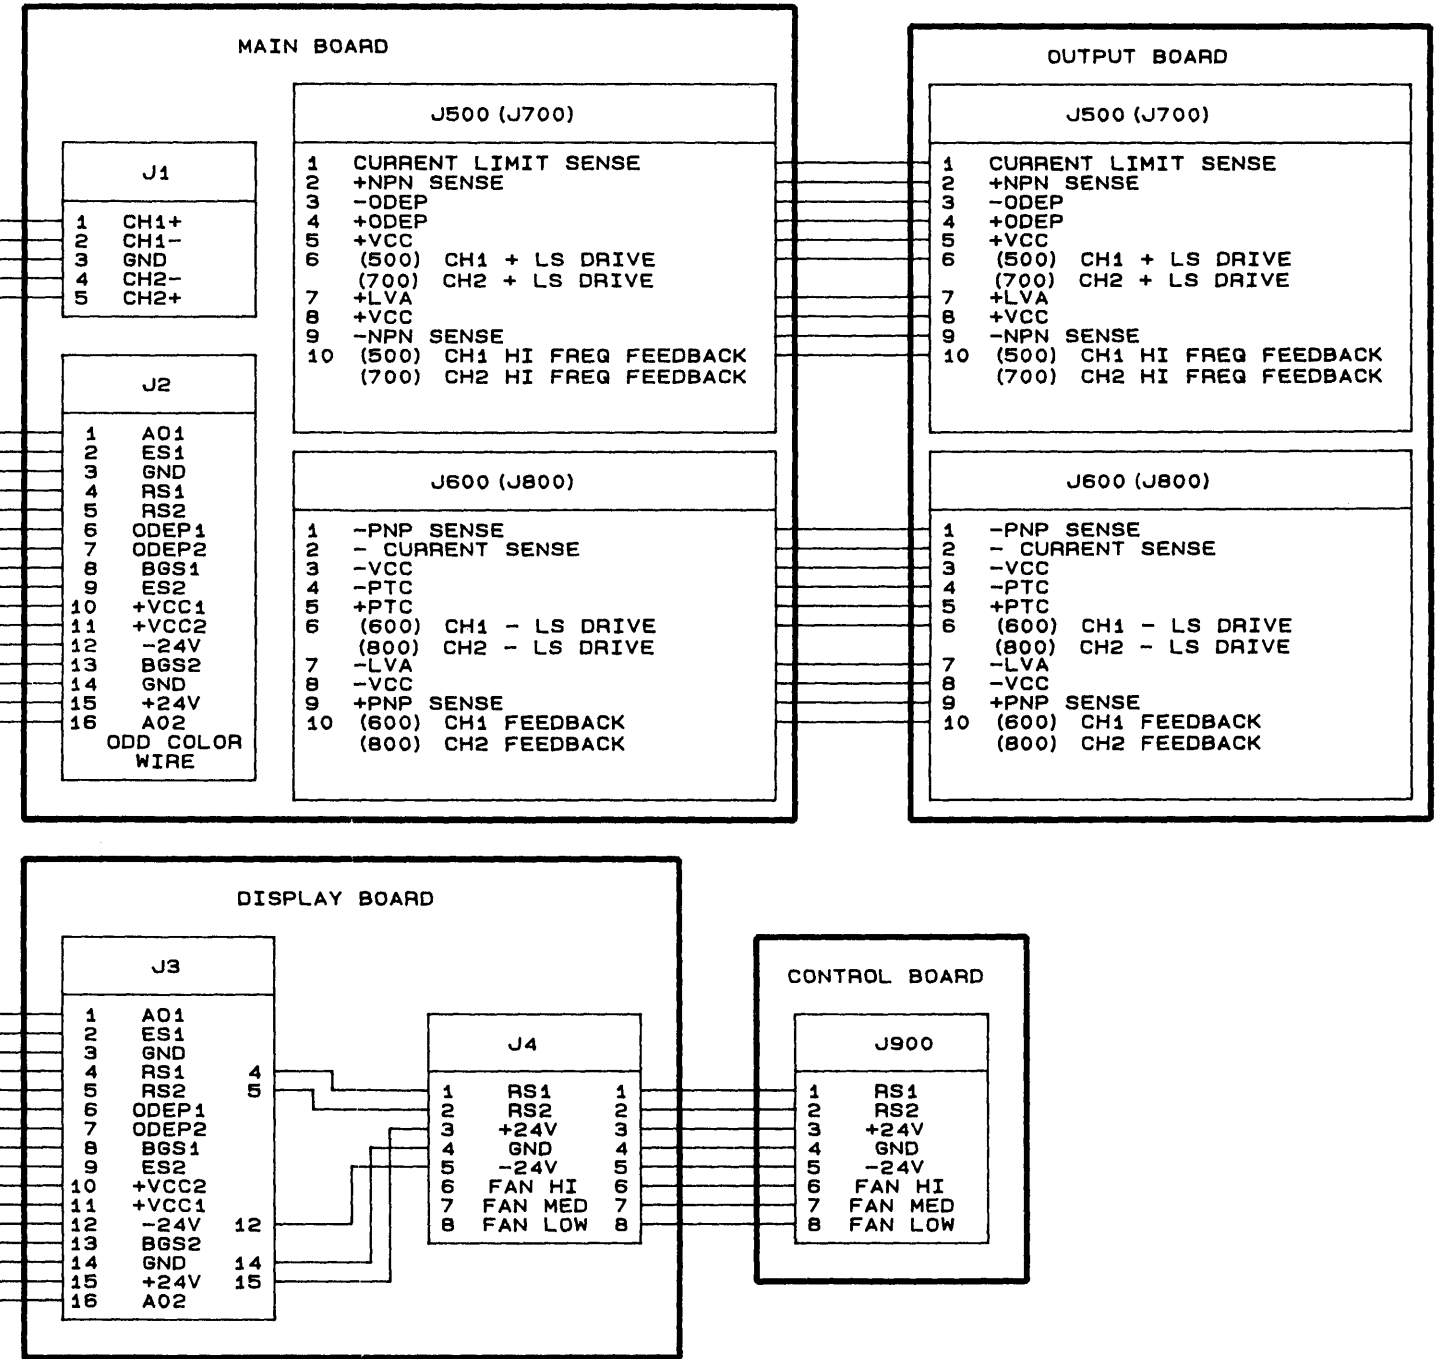 MAIN BOARD
J1
1 CH1+
2 CH1-
3 GND
4 CH2-
5 CH2+
J2
1 AO1
2 ES1
3 GND
4 RS1
5 RS2
6 ODEP1
7 ODEP2
8 BGS1
9 ES2
10 +VCC1
11 +VCC2
12 -24V
13 BGS2
14 GND
15 +24V
16 AO2
ODD COLOR
WIRE
J500 (J700)
1 CURRENT LIMIT SENSE
2 +NPN SENSE
3 -ODEP
4 +ODEP
5 +VCC
6 (500) CH1 + LS DRIVE
(700) CH2 + LS DRIVE
7 +LVA
8 +VCC
9 -NPN SENSE
10 (500) CH1 HI FREQ FEEDBACK
(700) CH2 HI FREQ FEEDBACK
J600 (J800)
1 -PNP SENSE
2 - CURRENT SENSE
3 -VCC
4 -PTC
5 +PTC
6 (600) CH1 - LS DRIVE
(800) CH2 - LS DRIVE
7 -LVA
8 -VCC
9 +PNP SENSE
10 (600) CH1 FEEDBACK
(800) CH2 FEEDBACK
OUTPUT BOARD
J500 (J700)
1 CURRENT LIMIT SENSE
2 +NPN SENSE
3 -ODEP
4 +ODEP
5 +VCC
6 (500) CH1 + LS DRIVE
(700) CH2 + LS DRIVE
7 +LVA
8 +VCC
9 -NPN SENSE
10 (500) CH1 HI FREQ FEEDBACK
(700) CH2 HI FREQ FEEDBACK
J600 (J800)
1 -PNP SENSE
2 - CURRENT SENSE
3 -VCC
4 -PTC
5 +PTC
6 (600) CH1 - LS DRIVE
(800) CH2 - LS DRIVE
7 -LVA
8 -VCC
9 +PNP SENSE
10 (600) CH1 FEEDBACK
(800) CH2 FEEDBACK
DISPLAY BOARD
J3
1 AO1
2 ES1
3 GND
4 RS1 4
5 RS2 5
6 ODEP1
7 ODEP2
8 BGS1
9 ES2
10 +VCC2
11 +VCC1
12 -24V 12
13 BGS2
14 GND 14
15 +24V 15
16 AO2
J4
1 RS1 1
2 RS2 2
3 +24V 3
4 GND 4
5 -24V 5
6 FAN HI 6
7 FAN MED 7
8 FAN LOW 8
CONTROL BOARD
J900
1 RS1
2 RS2
3 +24V
4 GND
5 -24V
6 FAN HI
7 FAN MED
8 FAN LOW